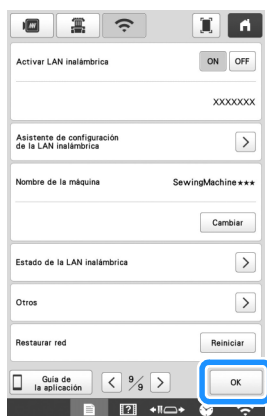 Activar LAN inalámbrica
ON OFF
XXXXXXX
Asistente de configuración
de la LAN inalámbrica
Nombre de la máquina
SewingMachine***
Cambiar
Estado de la LAN inalámbrica
Otros
Restaurar red
Reiniciar
Guía de
la aplicación
9/9
OK